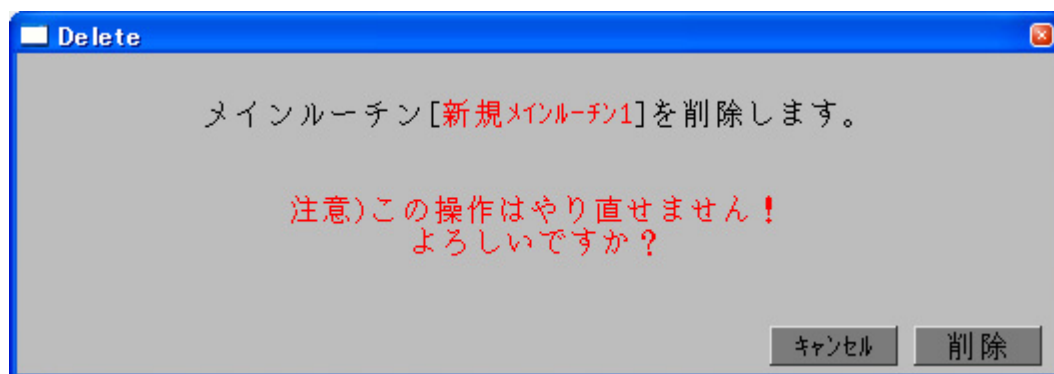 Delete
メインルーチン[新規ﾒｲﾝﾙｰﾁﾝ1]を削除します。
注意)この操作はやり直せません！
よろしいですか？
ｷｬﾝｾﾙ 削除